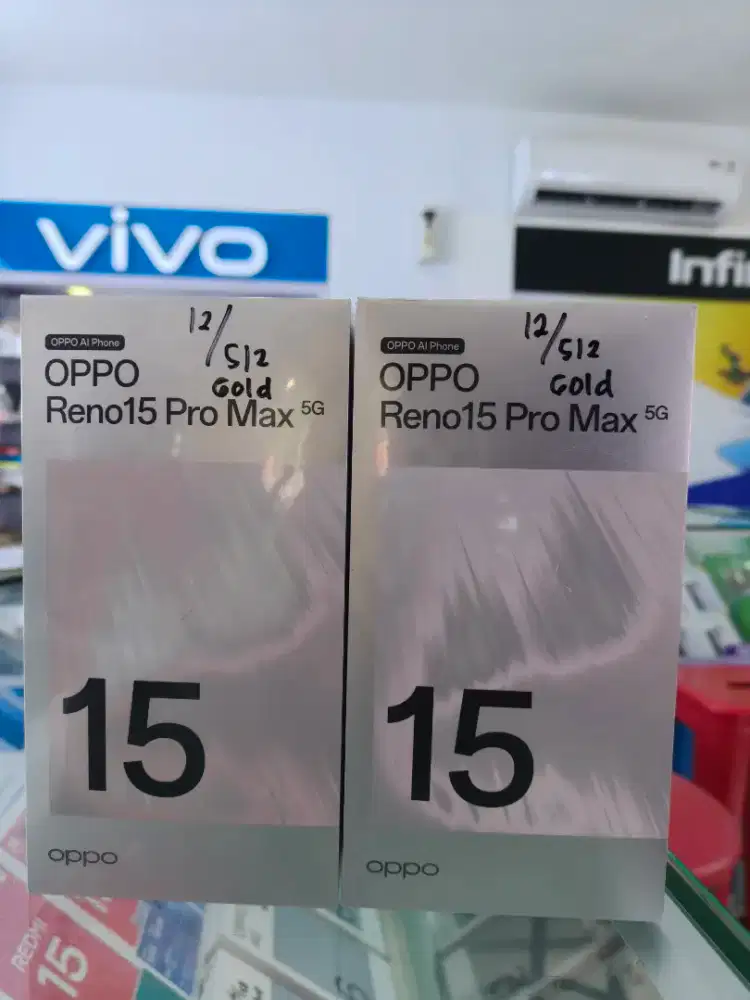 vivo
Infi
12/512
Gold
OPPO AI Phone
OPPO
Reno15 Pro Max 5G
15
oppo
12/512
Gold
OPPO AI Phone
OPPO
Reno15 Pro Max 5G
15
oppo
REDMI
15